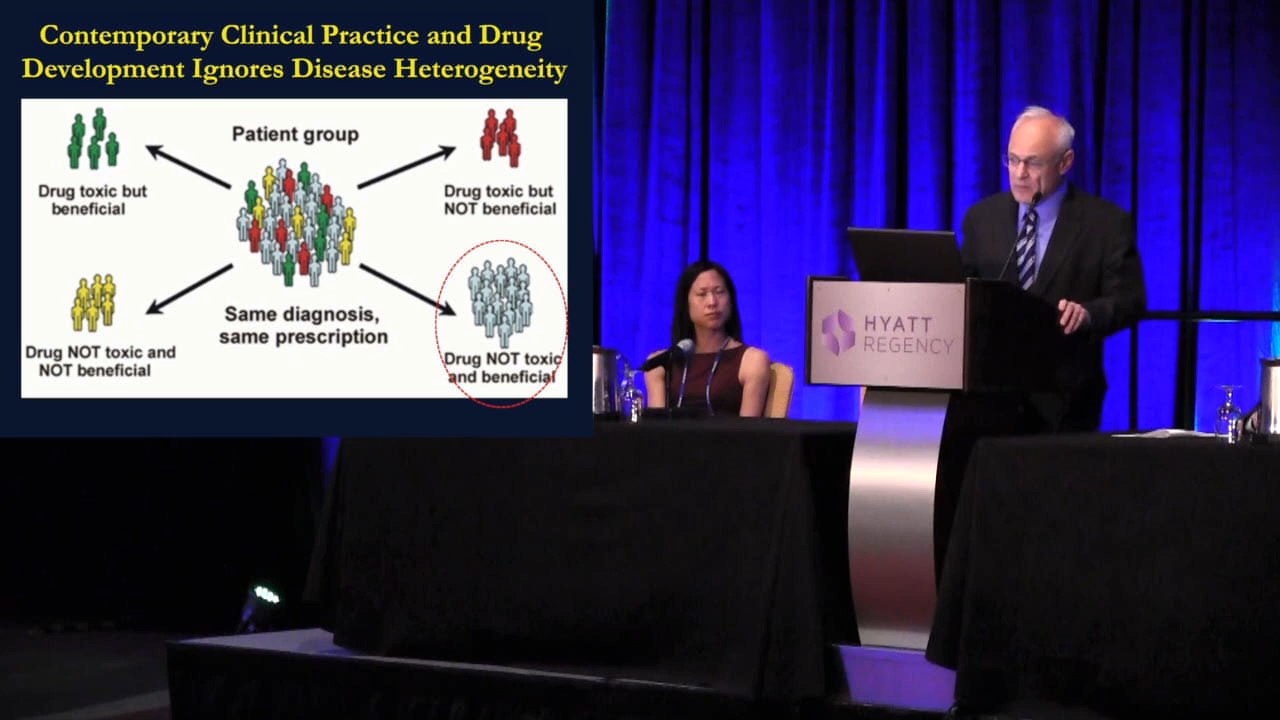 Contemporary Clinical Practice and Drug
Development Ignores Disease Heterogeneity
Patient group
Drug toxic but
beneficial
Drug toxic but
NOT beneficial
Same diagnosis,
same prescription
Drug NOT toxic and
NOT beneficial
Drug NOT toxic
and beneficial
HYATT
REGENCY